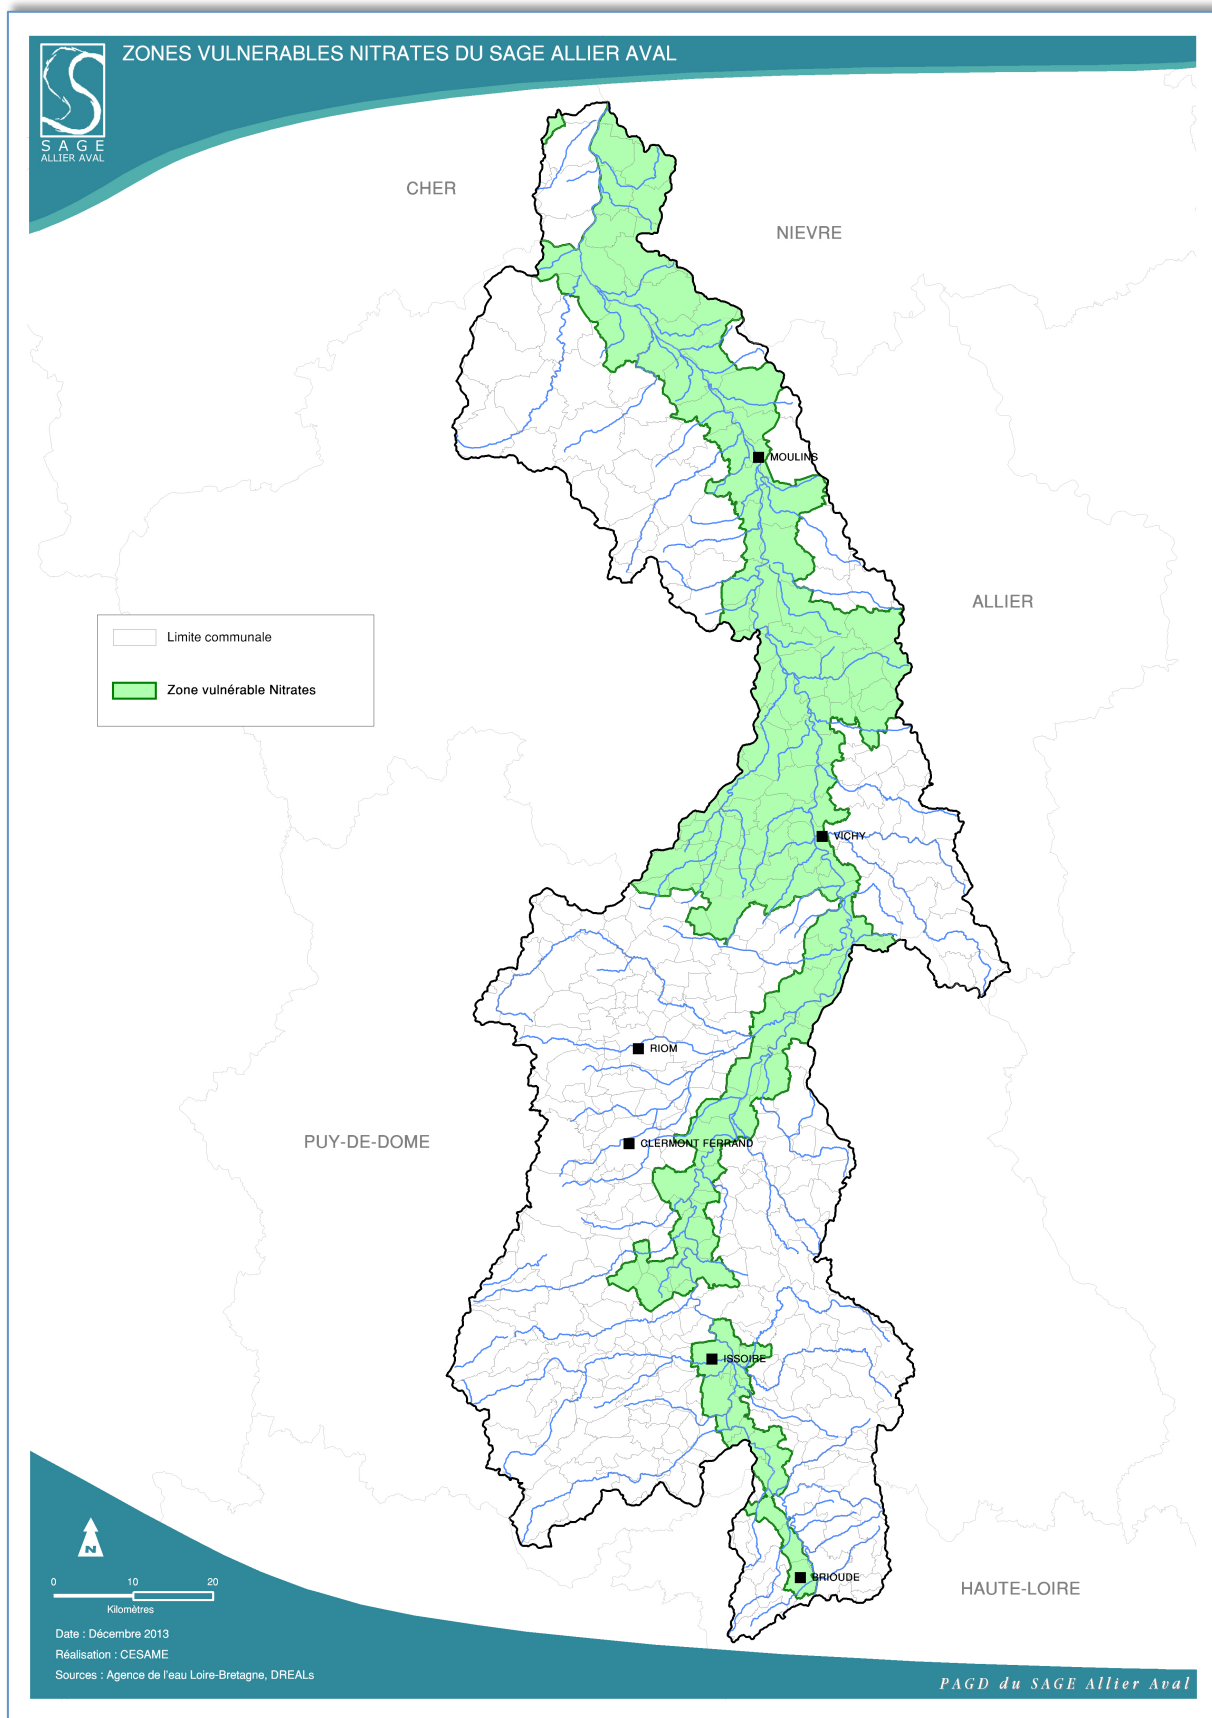 ZONES VULNERABLES NITRATES DU SAGE ALLIER AVAL
SAGE
ALLIER AVAL
CHER
NIEVRE
MOULINS
ALLIER
Limite communale
Zone vulnérable Nitrates
VICHY
RIOM
PUY-DE-DOME
CLERMONT FERRAND
ISSOIRE
BRIOUDE
HAUTE-LOIRE
N
0 10 20
Kilomètres
Date : Décembre 2013
Réalisation : CESAME
Sources : Agence de l'eau Loire-Bretagne, DREALs
PAGD du SAGE Allier Aval